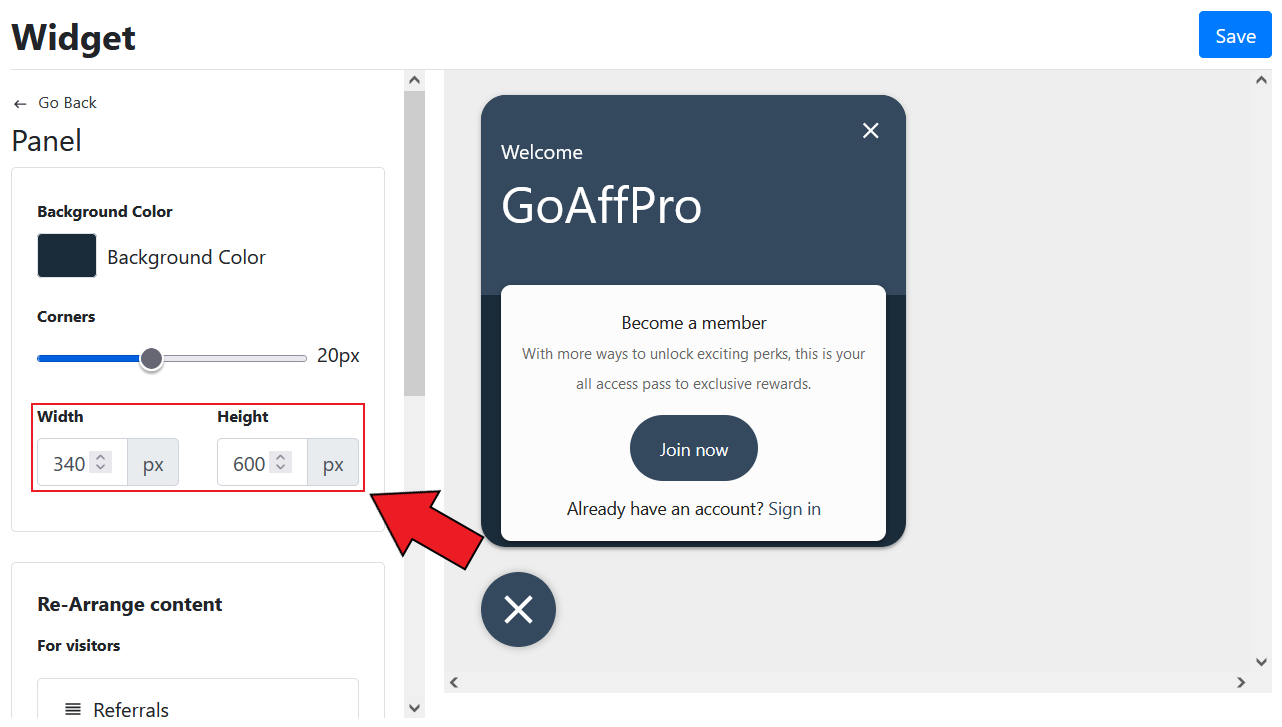 Widget
Save
Go Back
Panel
Background Color
Background Color
Corners
20px
Width Height
340 px 600 px
Re-Arrange content
For visitors
Referrals
Welcome
GoAffPro
Become a member
With more ways to unlock exciting perks, this is your
all access pass to exclusive rewards.
Join now
Already have an account? Sign in